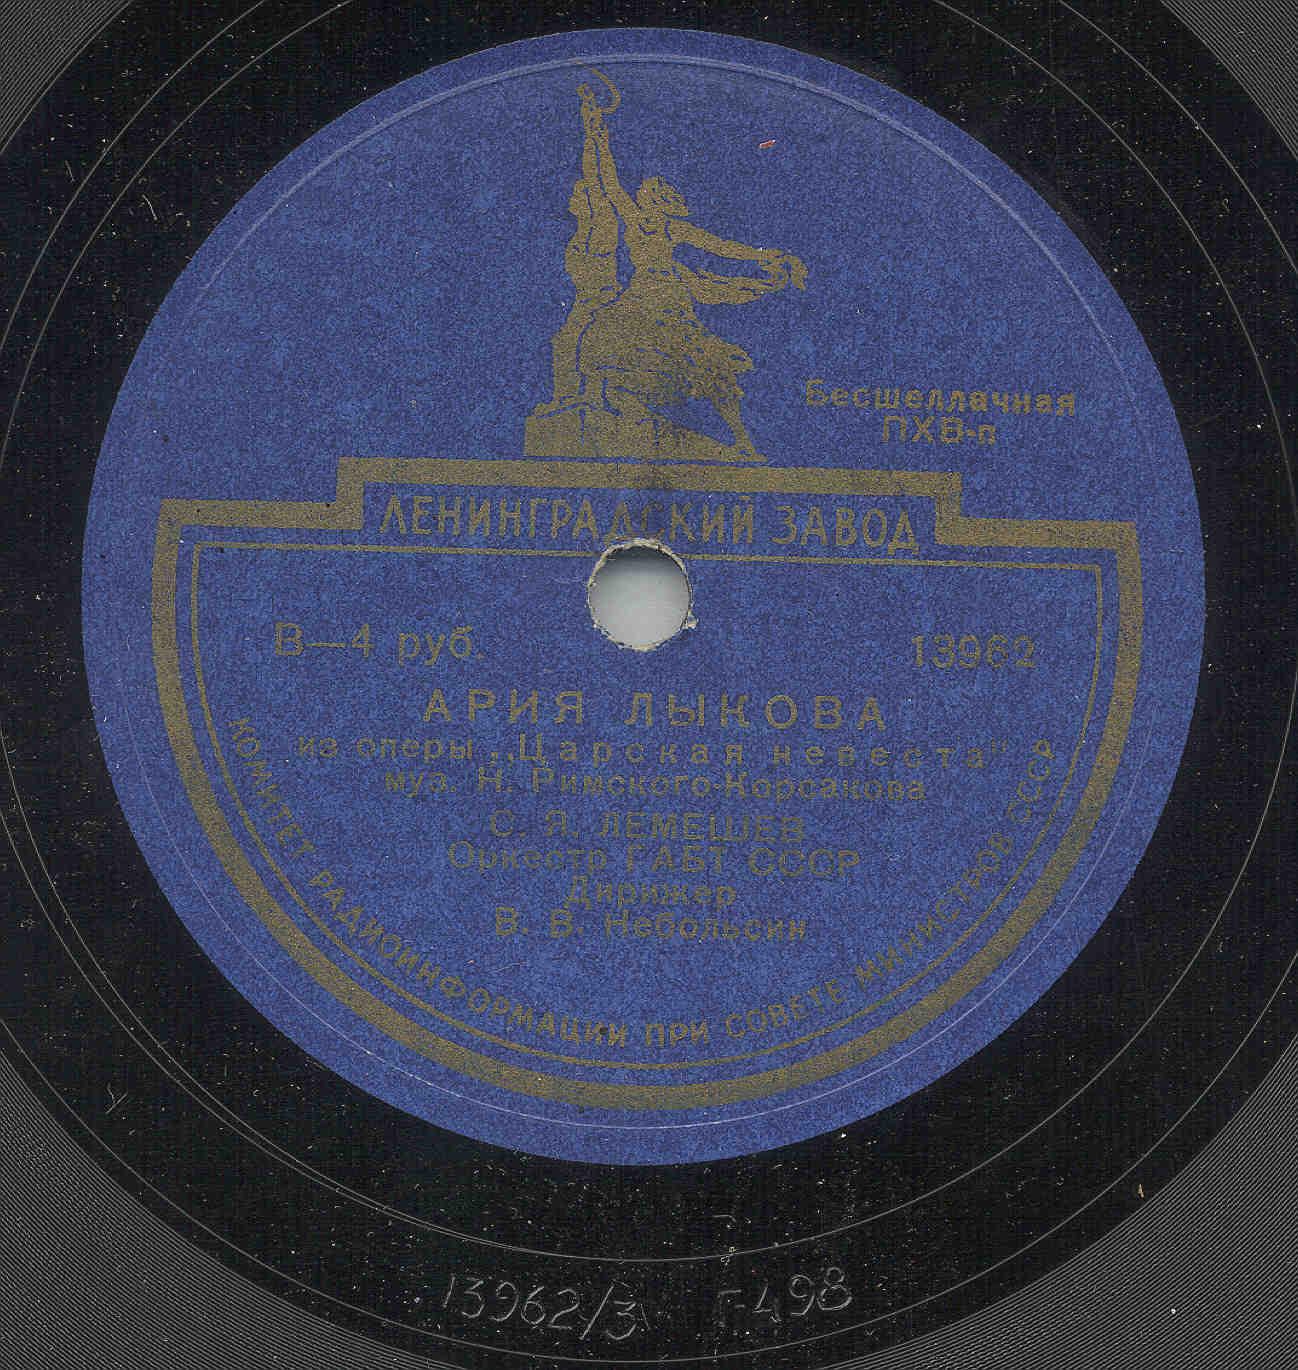 Бесшеллачная
ПХВ-п
ЛЕНИНГРАДСКИЙ ЗАВОД
В—4 руб.
13962
АРИЯ ЛЫКОВА
из оперы „Царская невеста"
муз. Н. Римского-Корсакова
С. Я. ЛЕМЕШЕВ
Оркестр ГАБТ СССР
Дирижер
В. В. Небольсин
КОМИТЕТ РАДИОИНФОРМАЦИИ ПРИ СОВЕТЕ МИНИСТРОВ СССР
13962/3 Г-498